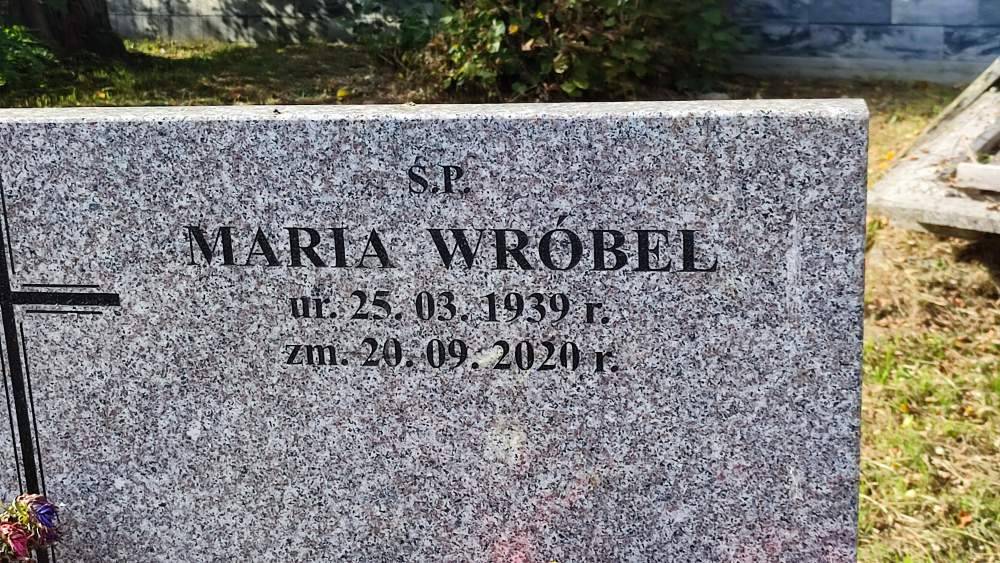 Ś.P.
MARIA WRÓBEL
ur. 25. 03. 1939 r.
zm. 20. 09. 2020 r.